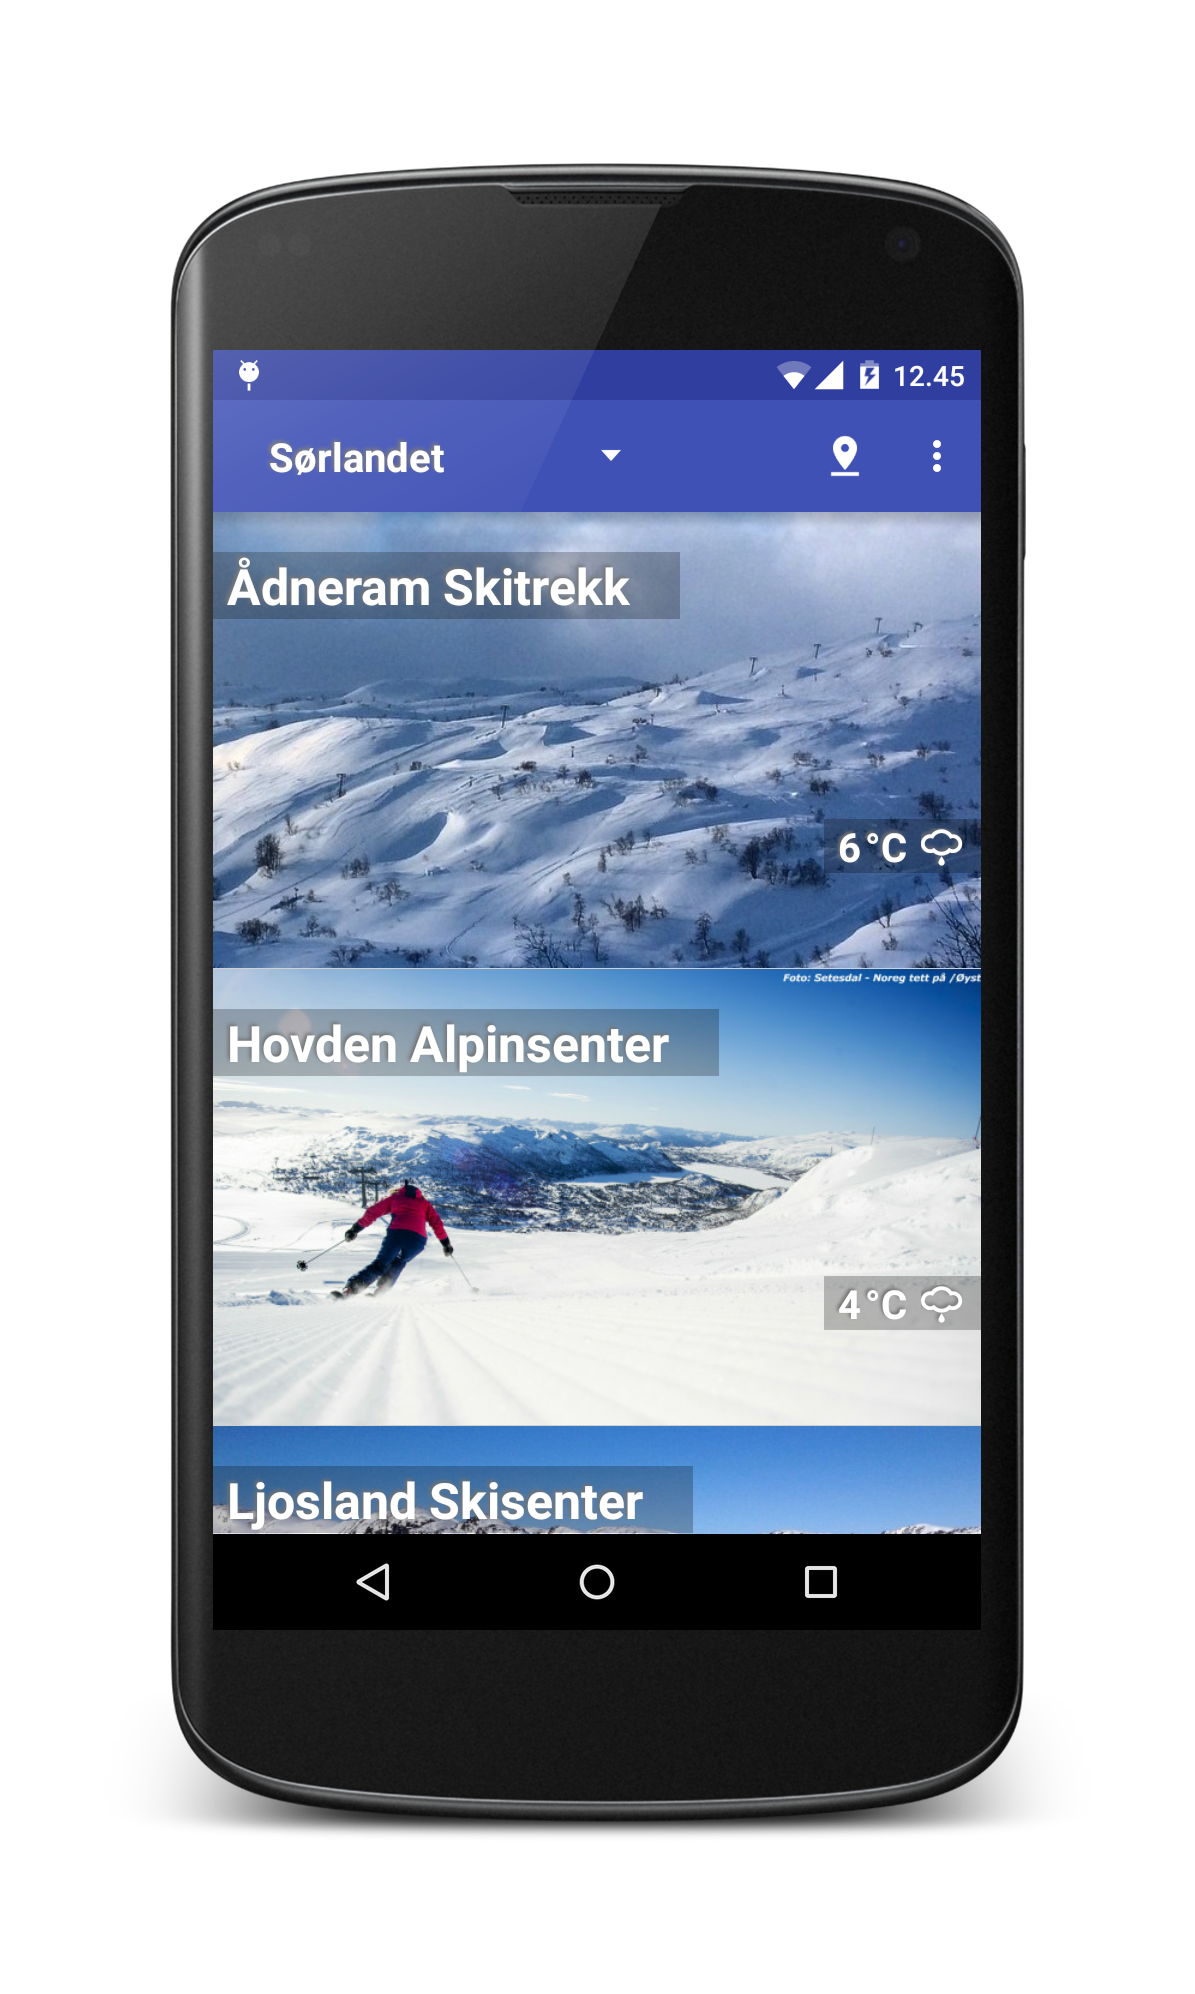 12.45
Sørlandet
Ådneram Skitrekk
6°C
Foto: Setesdal - Noreg tett på /Øyst
Hovden Alpinsenter
4°C
Ljosland Skisenter